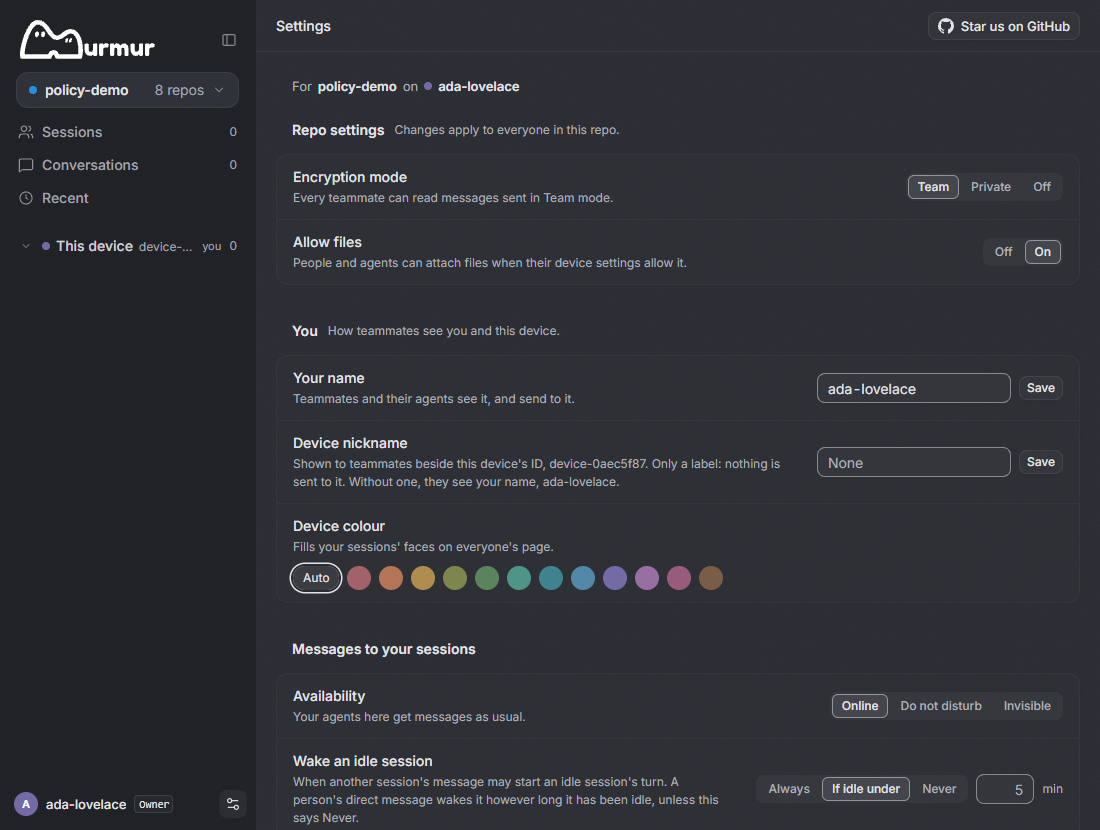 urmur
policy-demo 8 repos
Sessions 0
Conversations 0
Recent
This device device-... you 0
A ada-lovelace Owner
Settings
Star us on GitHub
For policy-demo on ada-lovelace
Repo settings Changes apply to everyone in this repo.
Encryption mode
Every teammate can read messages sent in Team mode.
Team Private Off
Allow files
People and agents can attach files when their device settings allow it.
Off On
You How teammates see you and this device.
Your name
Teammates and their agents see it, and send to it.
ada-lovelace Save
Device nickname
Shown to teammates beside this device's ID, device-0aec5f87. Only a label: nothing is
sent to it. Without one, they see your name, ada-lovelace.
None Save
Device colour
Fills your sessions' faces on everyone's page.
Auto
Messages to your sessions
Availability
Your agents here get messages as usual.
Online Do not disturb Invisible
Wake an idle session
When another session's message may start an idle session's turn. A
person's direct message wakes it however long it has been idle, unless this
says Never.
Always If idle under Never 5 min